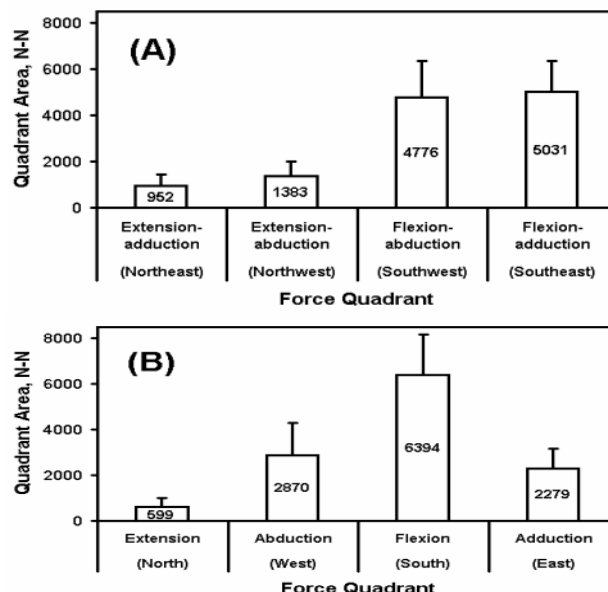 (A)
Quadrant Area, N-N
8000
6000
4000
2000
0
952
1383
4776
5031
Extension-adduction (Northeast)
Extension-abduction (Northwest)
Flexion-abduction (Southwest)
Flexion-adduction (Southeast)
Force Quadrant
(B)
Quadrant Area, N-N
8000
6000
4000
2000
0
599
2870
6394
2279
Extension (North)
Abduction (West)
Flexion (South)
Adduction (East)
Force Quadrant